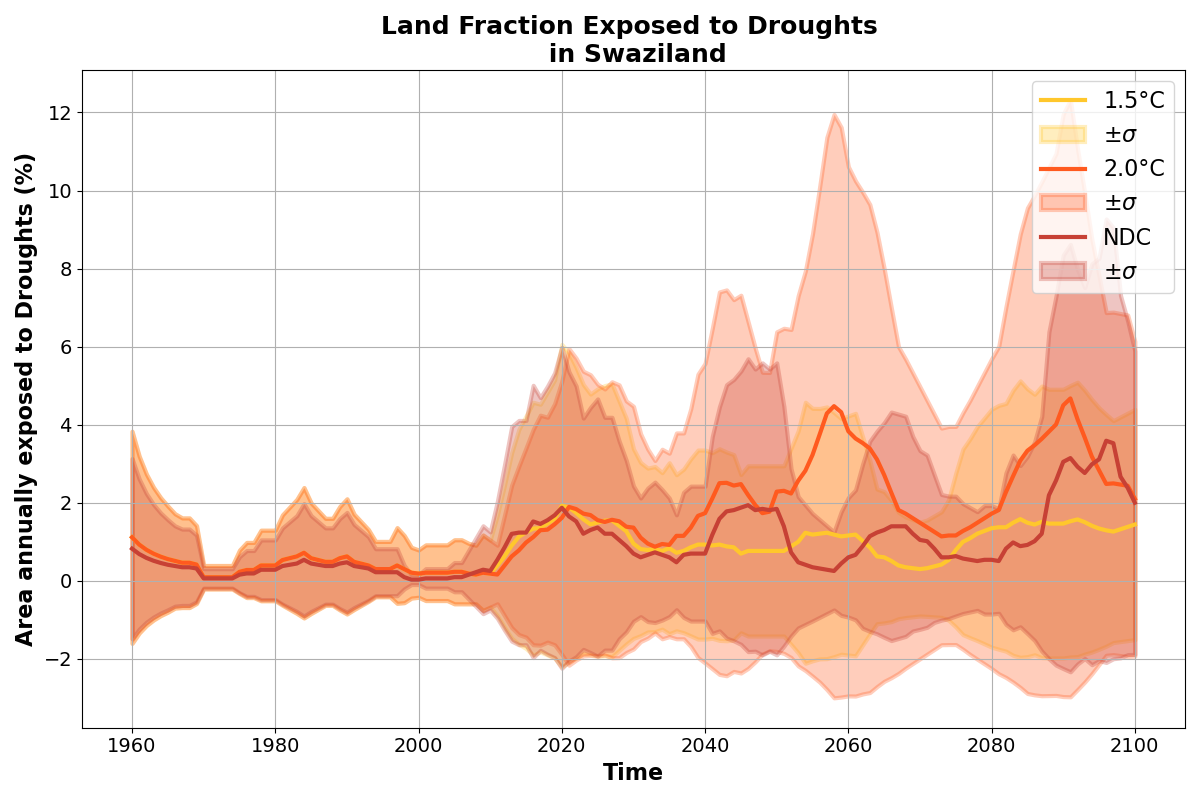 Land Fraction Exposed to Droughts
in Swaziland
Area annually exposed to Droughts (%)
12
10
8
6
4
2
0
−2
1.5°C
±σ
2.0°C
±σ
NDC
±σ
1960
1980
2000
2020
2040
2060
2080
2100
Time